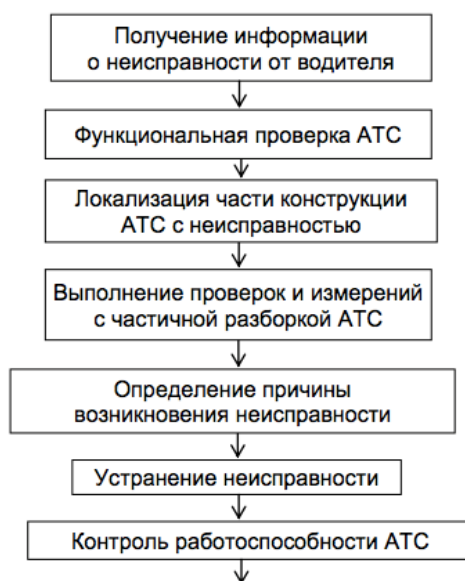 Получение информации
о неисправности от водителя
Функциональная проверка АТС
Локализация части конструкции
АТС с неисправностью
Выполнение проверок и измерений
с частичной разборкой АТС
Определение причины
возникновения неисправности
Устранение неисправности
Контроль работоспособности АТС